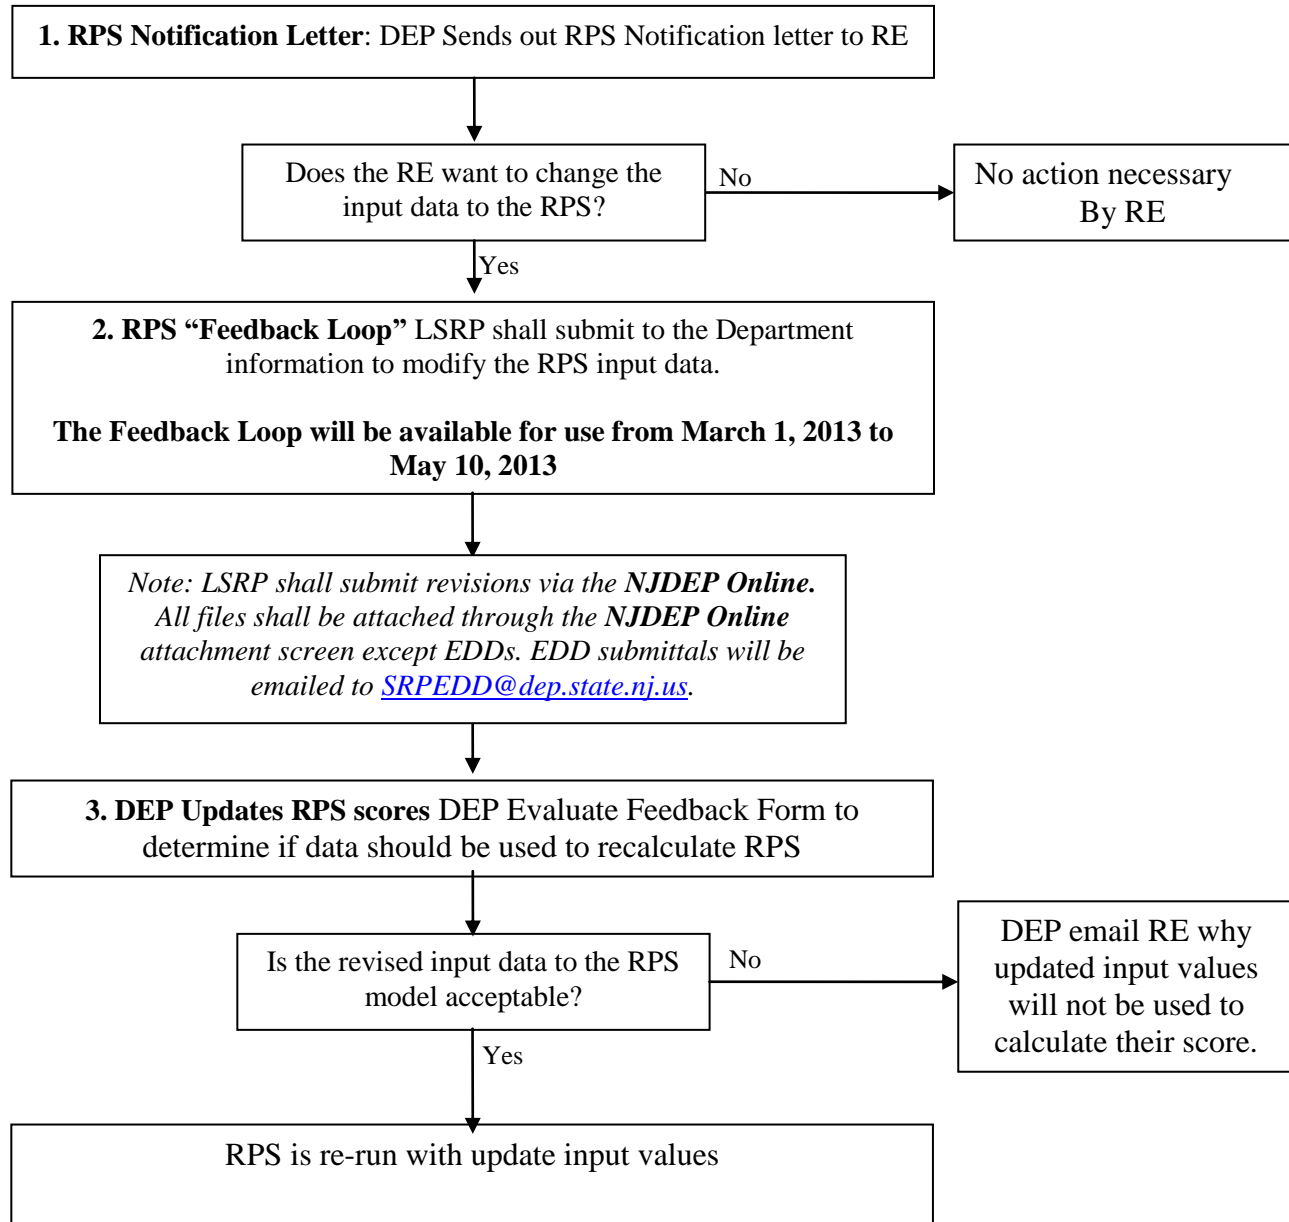 1. RPS Notification Letter: DEP Sends out RPS Notification letter to RE
Does the RE want to change the
input data to the RPS?
No
No action necessary
By RE
Yes
2. RPS “Feedback Loop” LSRP shall submit to the Department
information to modify the RPS input data.
The Feedback Loop will be available for use from March 1, 2013 to
May 10, 2013
Note: LSRP shall submit revisions via the NJDEP Online.
All files shall be attached through the NJDEP Online
attachment screen except EDDs. EDD submittals will be
emailed to SRPEDD@dep.state.nj.us.
3. DEP Updates RPS scores DEP Evaluate Feedback Form to
determine if data should be used to recalculate RPS
Is the revised input data to the RPS
model acceptable?
No
DEP email RE why
updated input values
will not be used to
calculate their score.
Yes
RPS is re-run with update input values